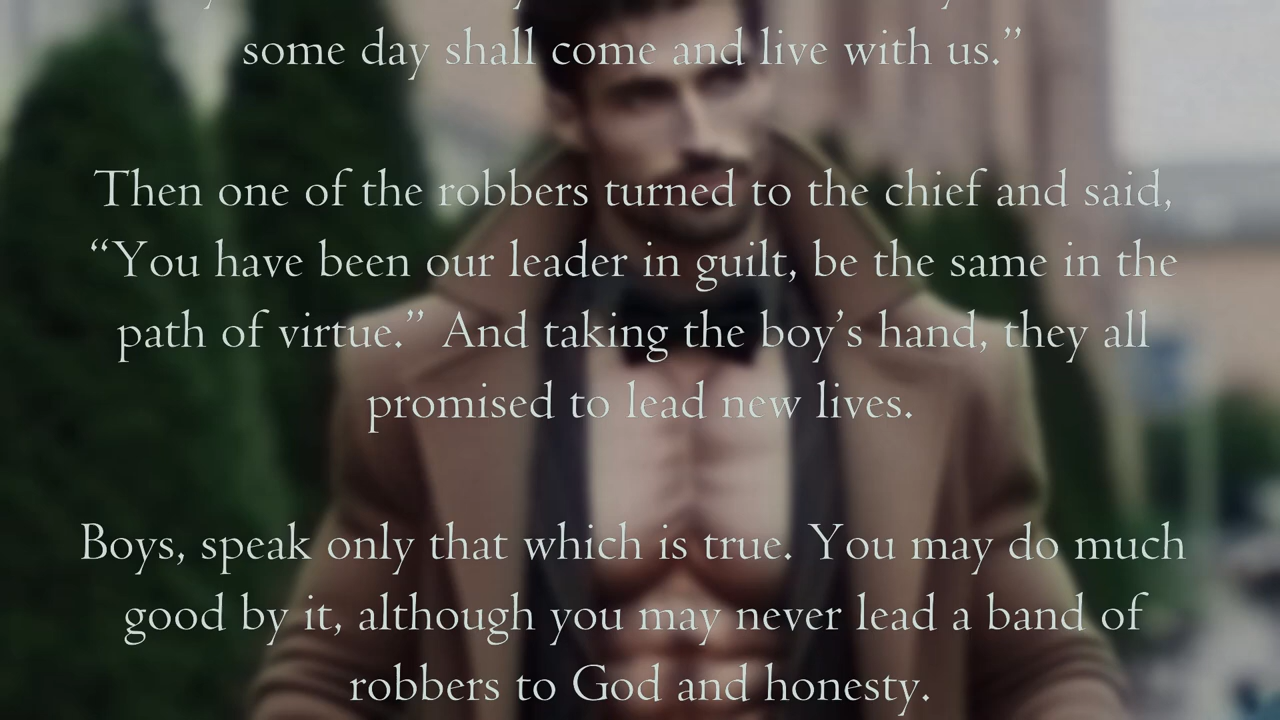 some day shall come and live with us.”
Then one of the robbers turned to the chief and said,
“You have been our leader in guilt, be the same in the
path of virtue.” And taking the boy’s hand, they all
promised to lead new lives.
Boys, speak only that which is true. You may do much
good by it, although you may never lead a band of
robbers to God and honesty.